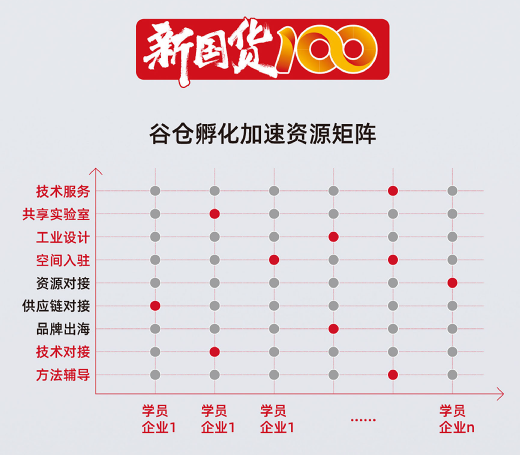 新国货100
谷仓孵化加速资源矩阵
技术服务
共享实验室
工业设计
空间入驻
资源对接
供应链对接
品牌出海
技术对接
方法辅导
学员 学员 学员 学员
企业1 企业1 企业1 …… 企业n